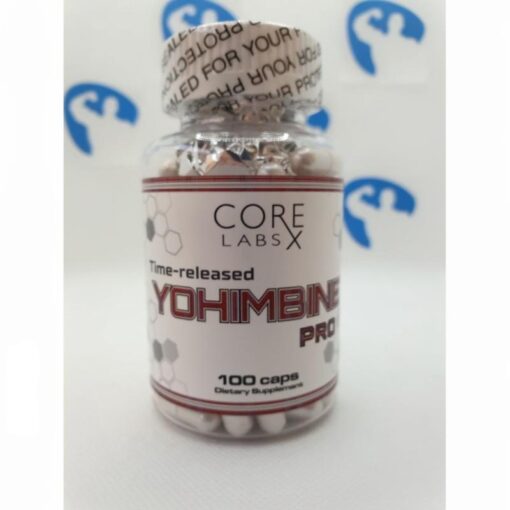 SEALED FOR YOUR PROTECTION
CORE
LABS X
Time-released
YOHIMBINE
PRO
100 caps
Dietary Supplement